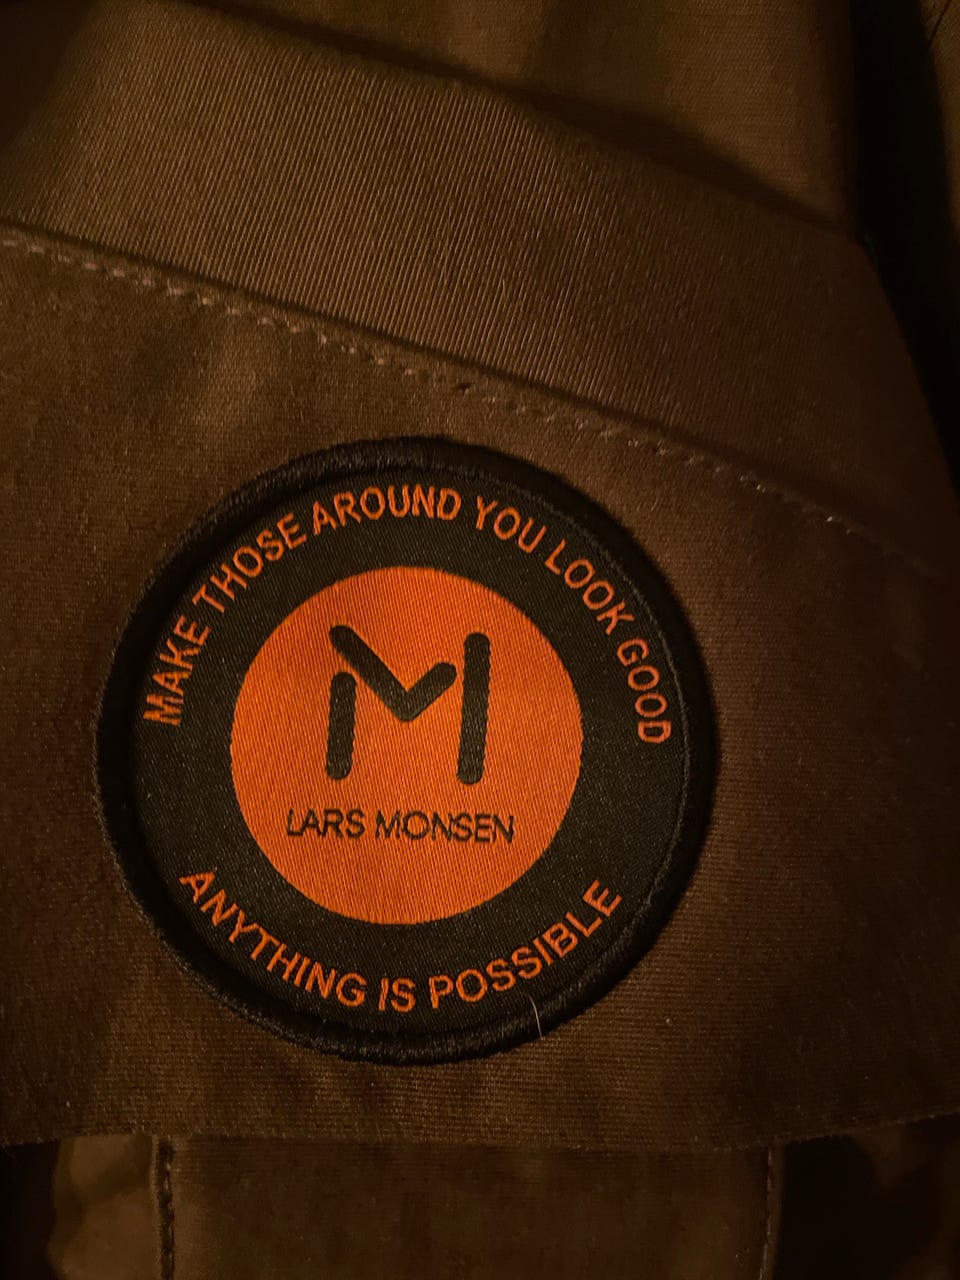 MAKE THOSE AROUND YOU LOOK GOOD
M
LARS MONSEN
ANYTHING IS POSSIBLE